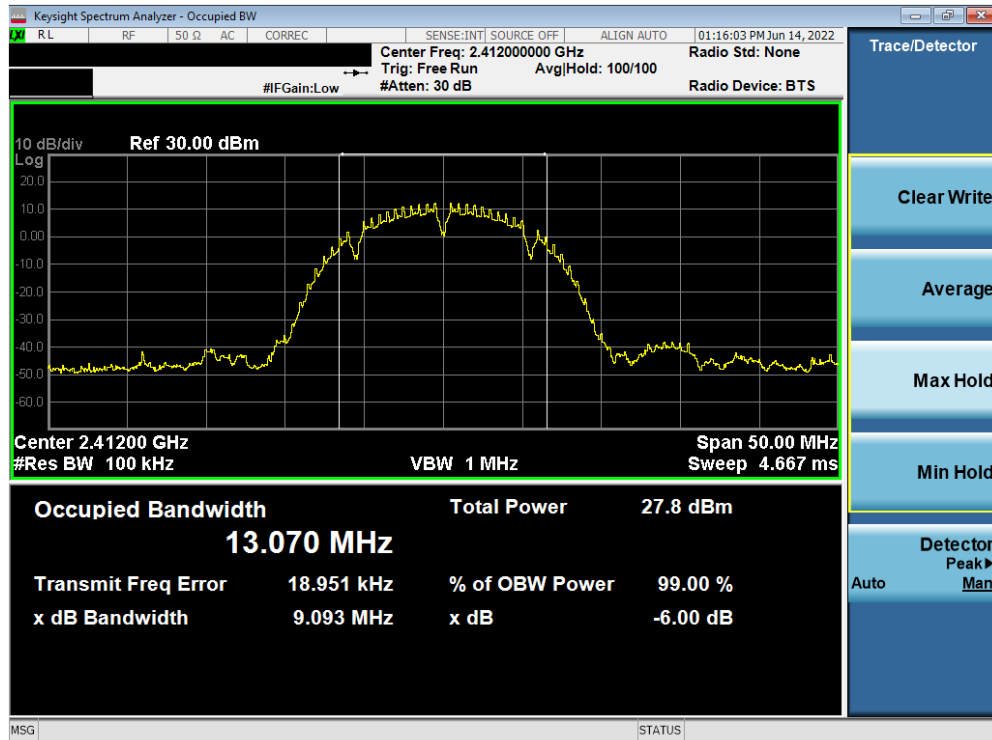 Keysight Spectrum Analyzer - Occupied BW
LXI RL RF 50 Ω AC CORREC SENSE:INT SOURCE OFF ALIGN AUTO 01:16:03 PM Jun 14, 2022
Center Freq: 2.412000000 GHz Radio Std: None
Trig: Free Run Avg|Hold: 100/100
#IFGain:Low #Atten: 30 dB Radio Device: BTS
Trace/Detector
10 dB/div Ref 30.00 dBm
Log
20.0
10.0
0.00
-10.0
-20.0
-30.0
-40.0
-50.0
-60.0
Center 2.41200 GHz Span 50.00 MHz
#Res BW 100 kHz VBW 1 MHz Sweep 4.667 ms
Occupied Bandwidth Total Power 27.8 dBm
13.070 MHz
Transmit Freq Error 18.951 kHz % of OBW Power 99.00 %
x dB Bandwidth 9.093 MHz x dB -6.00 dB
Clear Write
Average
Max Hold
Min Hold
Detector
Peak▶
Auto Man
MSG STATUS